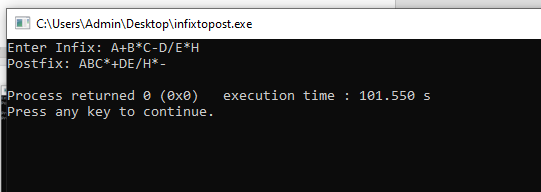 C:\Users\Admin\Desktop\infixtopost.exe
Enter Infix: A+B*C-D/E*H
Postfix: ABC*+DE/H*-
Process returned 0 (0x0)   execution time : 101.550 s
Press any key to continue.